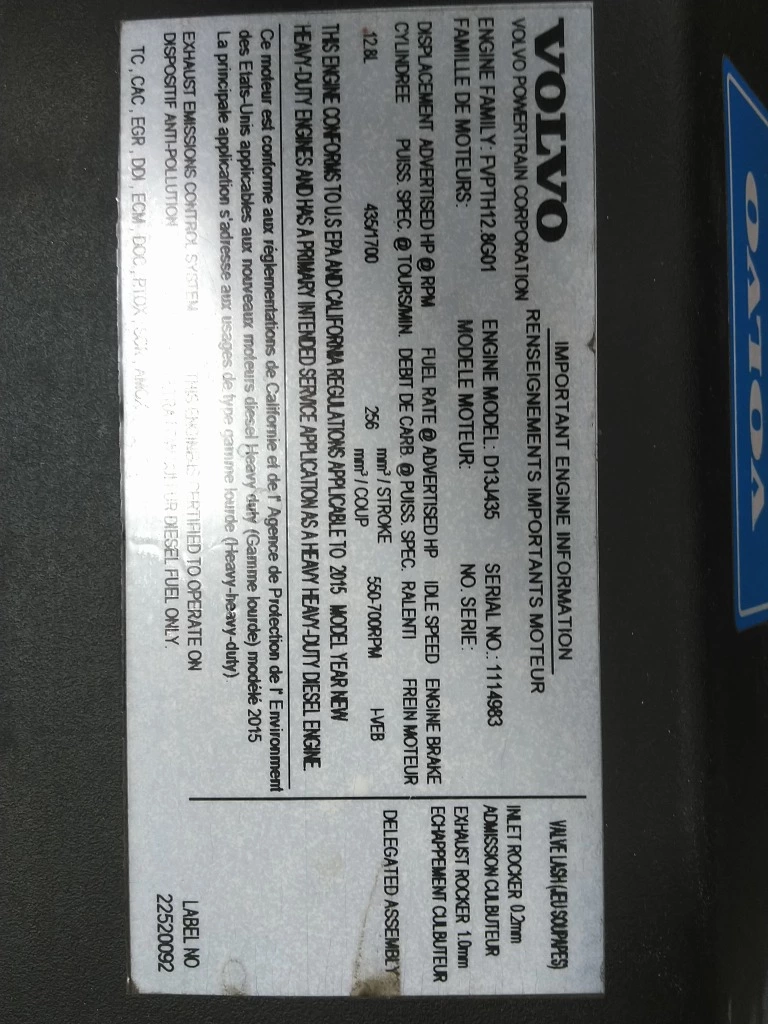 VOLVO
VOLVO POWERTRAIN CORPORATION
IMPORTANT ENGINE INFORMATION
RENSEIGNEMENTS IMPORTANTS MOTEUR
ENGINE FAMILY: FVPTH12.8G01 ENGINE MODEL: D13J435 SERIAL NO.: 1114983
FAMILLE DE MOTEURS: MODELE MOTEUR: NO. SERIE:
DISPLACEMENT ADVERTISED HP @ RPM FUEL RATE @ ADVERTISED HP IDLE SPEED ENGINE BRAKE
CYLINDREE PUISS. SPEC. @ TOURS/MIN. DEBIT DE CARB. @ PUISS. SPEC. RALENTI FREIN MOTEUR
12.8L 435/1700 256 mm³ / STROKE 550-700RPM I-VEB
mm³ / COUP
THIS ENGINE CONFORMS TO U.S EPA AND CALIFORNIA REGULATIONS APPLICABLE TO 2015 MODEL YEAR NEW
HEAVY-DUTY ENGINES AND HAS A PRIMARY INTENDED SERVICE APPLICATION AS A HEAVY HEAVY-DUTY DIESEL ENGINE.
Ce moteur est conforme aux réglementations de Californie et de l' Agence de Protection de l' Environment
des Etats-Unis applicables aux nouveaux moteurs diesel Heavy duty (Gamme lourde) modèlé 2015
La principale application s'adresse aux usages de type gamme lourde (Heavy-heavy-duty)
EXHAUST EMISSIONS CONTROL SYSTEM THIS ENGINE IS CERTIFIED TO OPERATE ON
DISPOSITIF ANTI-POLLUTION DIESEL FUEL ONLY.
TC , CAC , EGR , DDI , ECM , DOC , PTOX , SCR ,
VALVE LASH (JEU SOUPAPES)
INLET ROCKER 0.2mm
ADMISSION CULBUTEUR
EXHAUST ROCKER 1.0mm
ECHAPPEMENT CULBUTEUR
DELEGATED ASSEMBLY
LABEL NO
22520092
VOLVO